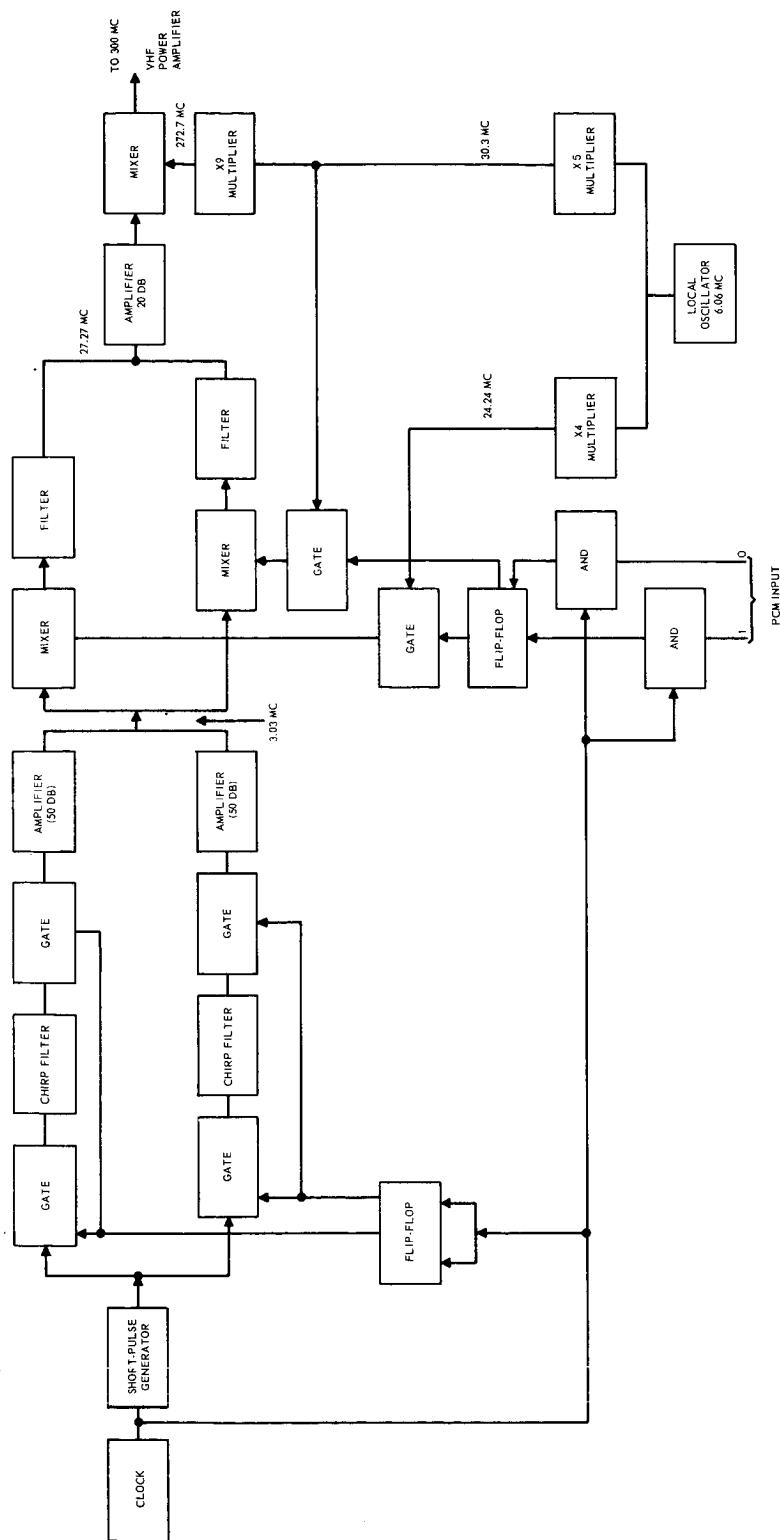 CLOCK
SHORT-PULSE
GENERATOR
GATE
CHIRP FILTER
GATE
AMPLIFIER
(50 DB)
GATE
CHIRP FILTER
GATE
AMPLIFIER
(50 DB)
FLIP-FLOP
3.03 MC
MIXER
FILTER
MIXER
FILTER
27.27 MC
AMPLIFIER
20 DB
MIXER
TO 300 MC
VHF
POWER
AMPLIFIER
272.7 MC
X9
MULTIPLIER
GATE
GATE
FLIP-FLOP
AND
AND
1
0
PCM INPUT
24.24 MC
X4
MULTIPLIER
30.3 MC
X5
MULTIPLIER
LOCAL
OSCILLATOR
6.06 MC